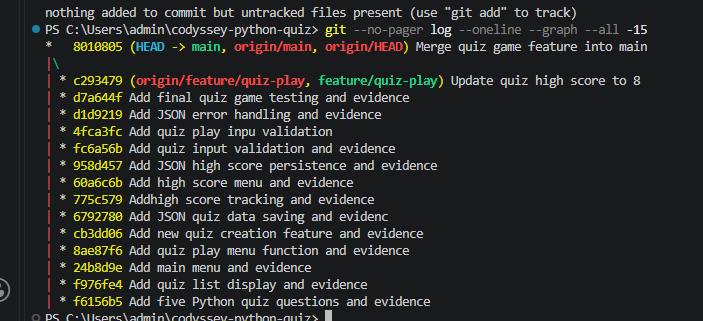 nothing added to commit but untracked files present (use "git add" to track)
PS C:\Users\admin\codyssey-python-quiz> git --no-pager log --oneline --graph --all -15
*   8010805 (HEAD -> main, origin/main, origin/HEAD) Merge quiz game feature into main
|\
| * c293479 (origin/feature/quiz-play, feature/quiz-play) Update quiz high score to 8
| * d7a644f Add final quiz game testing and evidence
| * d1d9219 Add JSON error handling and evidence
| * 4fca3fc Add quiz play inpu validation
| * fc6a56b Add quiz input validation and evidence
| * 958d457 Add JSON high score persistence and evidence
| * 60a6c6b Add high score menu and evidence
| * 775c579 Addhigh score tracking and evidence
| * 6792780 Add JSON quiz data saving and evidenc
| * cb3dd06 Add new quiz creation feature and evidence
| * 8ae87f6 Add quiz play menu function and evidence
| * 24b8d9e Add main menu and evidence
| * f976fe4 Add quiz list display and evidence
| * f6156b5 Add five Python quiz questions and evidence
PS C:\Users\admin\codyssey-python-quiz>